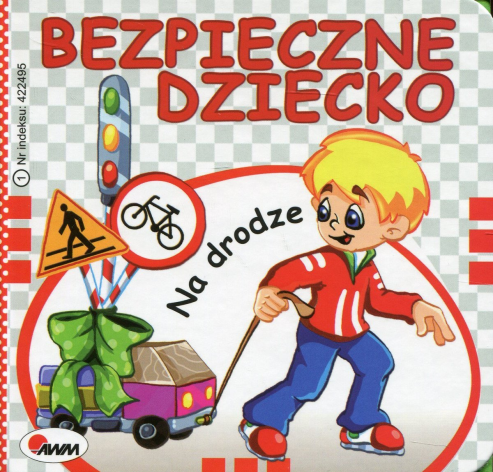 BEZPIECZNE
DZIECKO
1 Nr indeksu: 422495
Na drodze
AWM